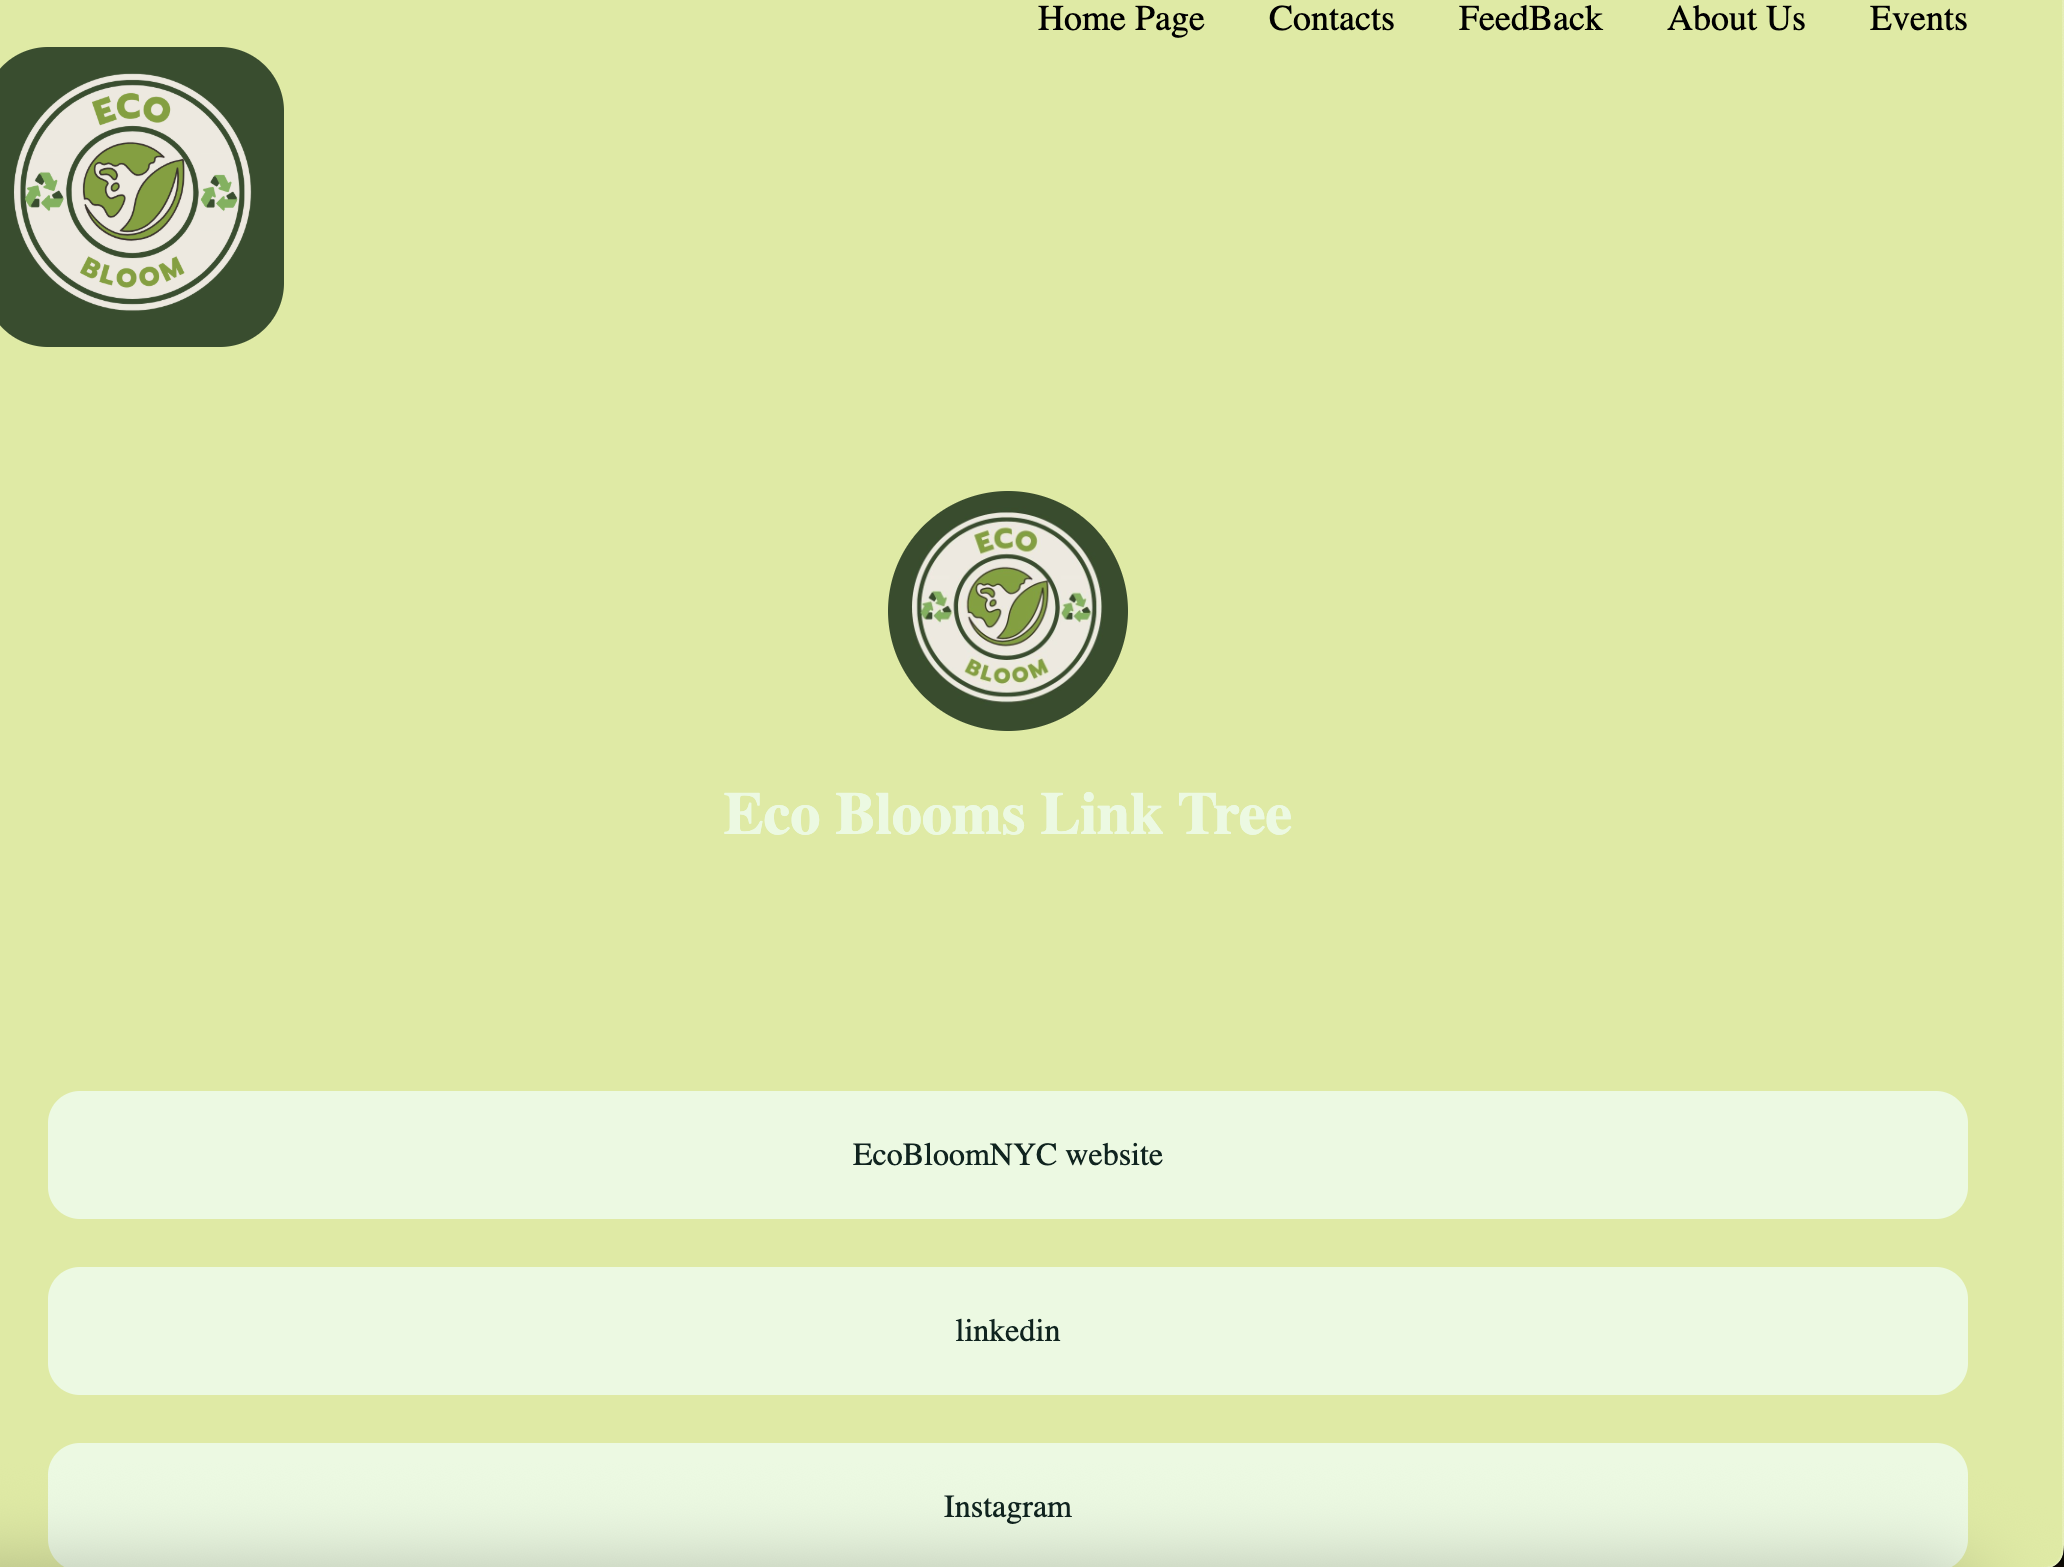 Home Page Contacts FeedBack About Us Events
ECO
BLOOM
ECO
BLOOM
Eco Blooms Link Tree
EcoBloomNYC website
linkedin
Instagram